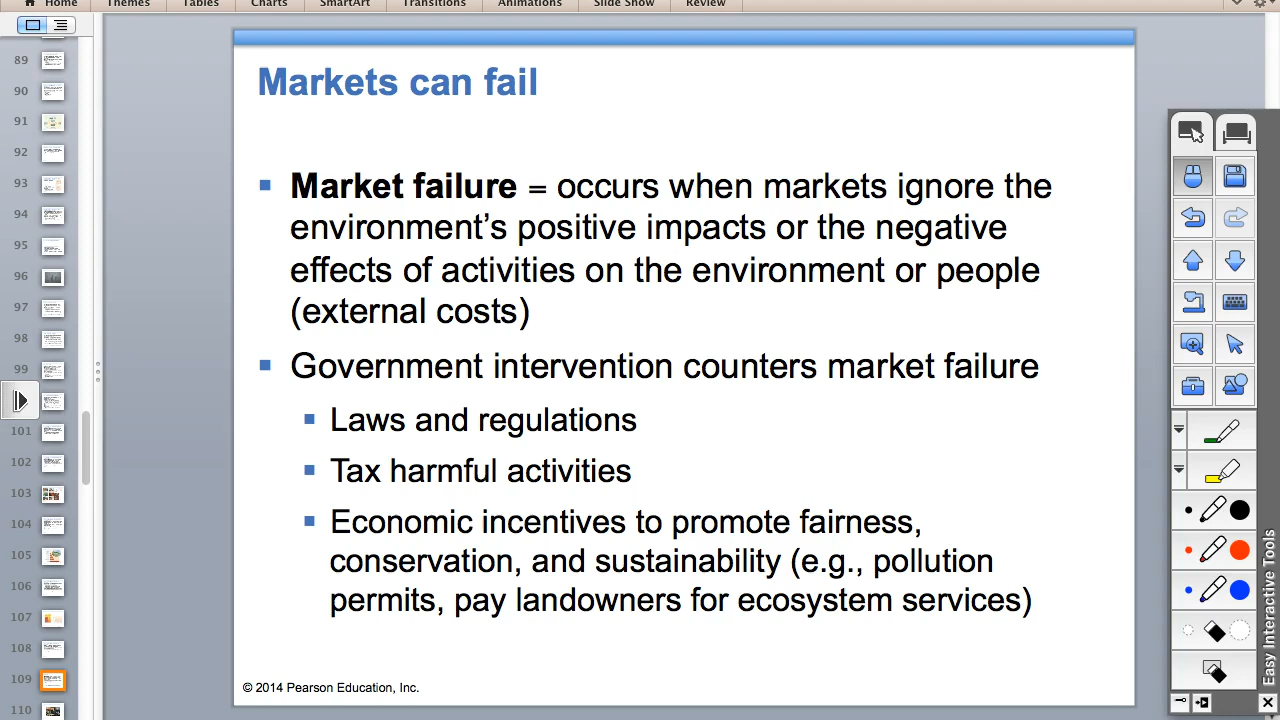 Home Themes Tables Charts SmartArt Transitions Animations Slide Show Review
89
90
91
92
93
94
95
96
97
98
99
101
102
103
104
105
106
107
108
109
110
Markets can fail
Market failure = occurs when markets ignore the
environment's positive impacts or the negative
effects of activities on the environment or people
(external costs)
Government intervention counters market failure
Laws and regulations
Tax harmful activities
Economic incentives to promote fairness,
conservation, and sustainability (e.g., pollution
permits, pay landowners for ecosystem services)
© 2014 Pearson Education, Inc.
Easy Interactive Tools